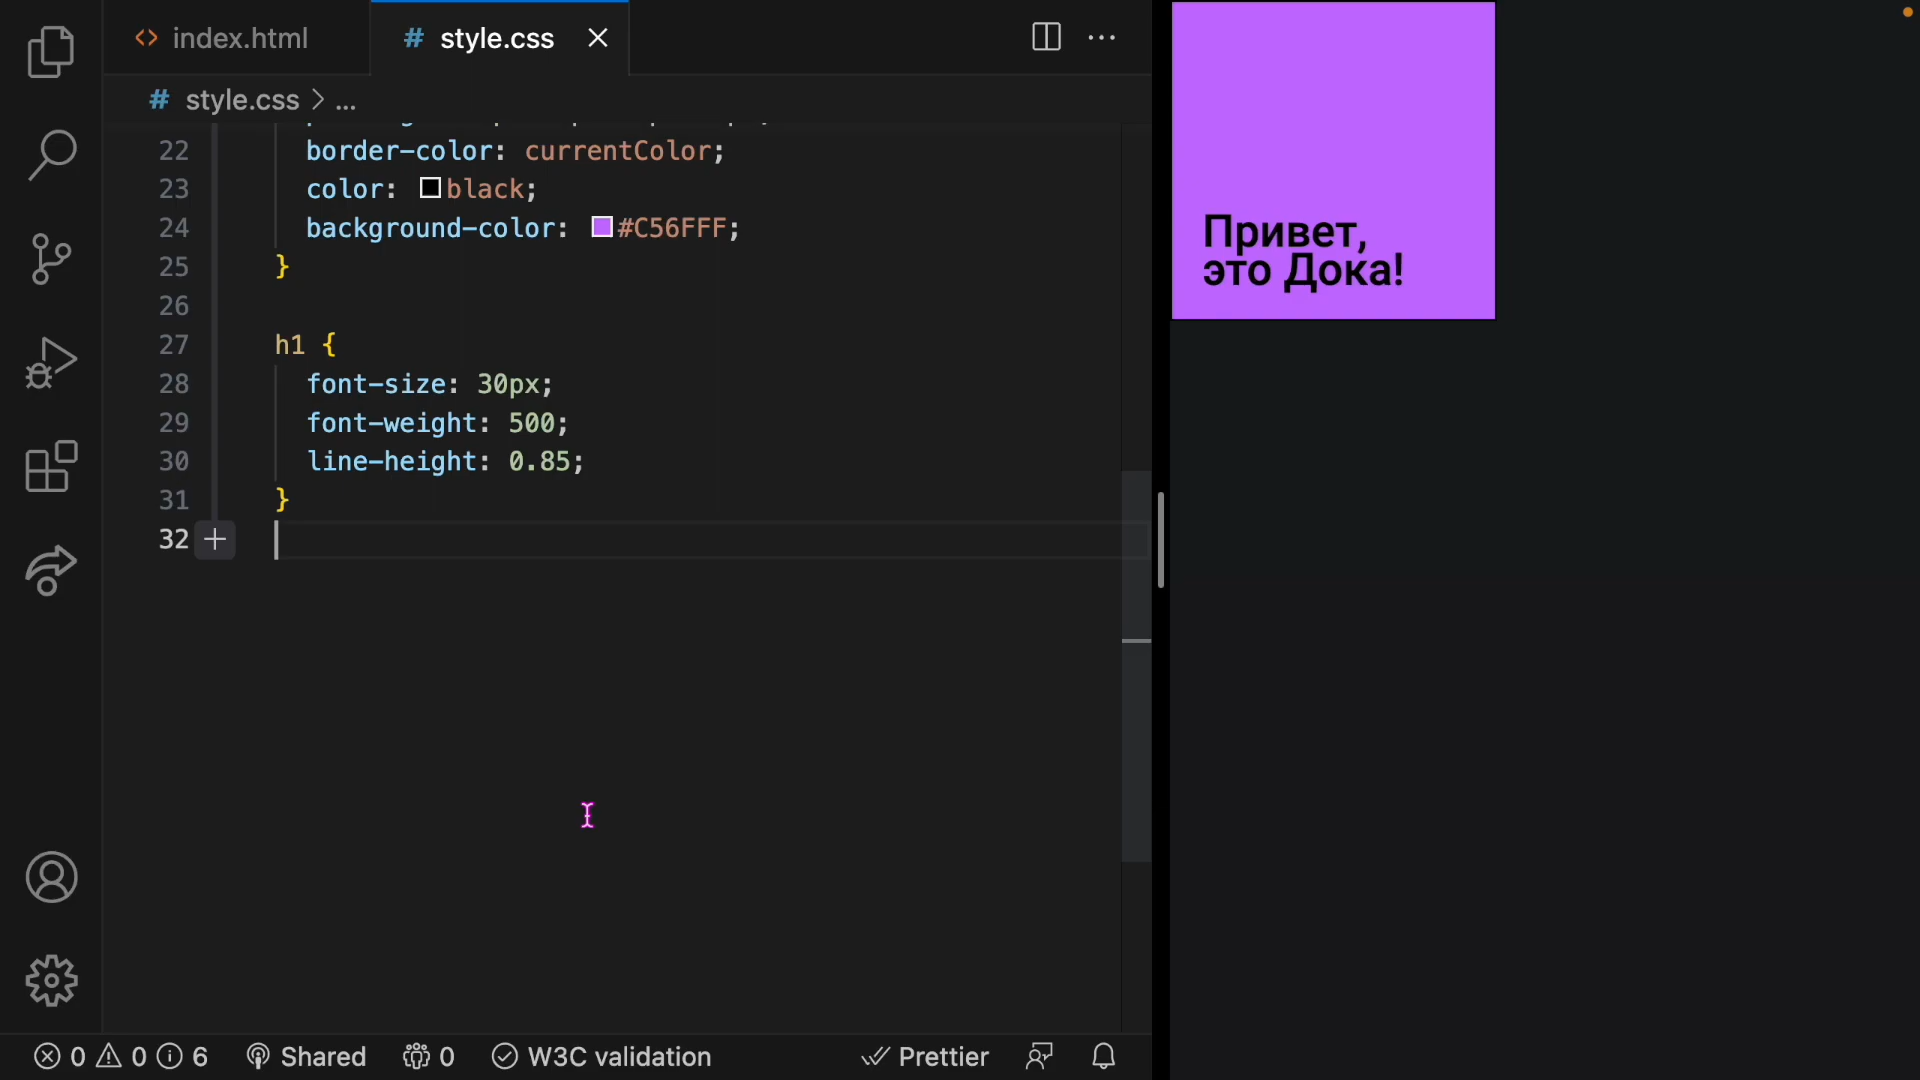 index.html
# style.css
# style.css > ...
22 border-color: currentColor;
23 color: black;
24 background-color: #C56FFF;
25 }
26
27 h1 {
28 font-size: 30px;
29 font-weight: 500;
30 line-height: 0.85;
31 }
32
0 0 6 Shared 0 W3C validation Prettier
Привет,
это Дока!